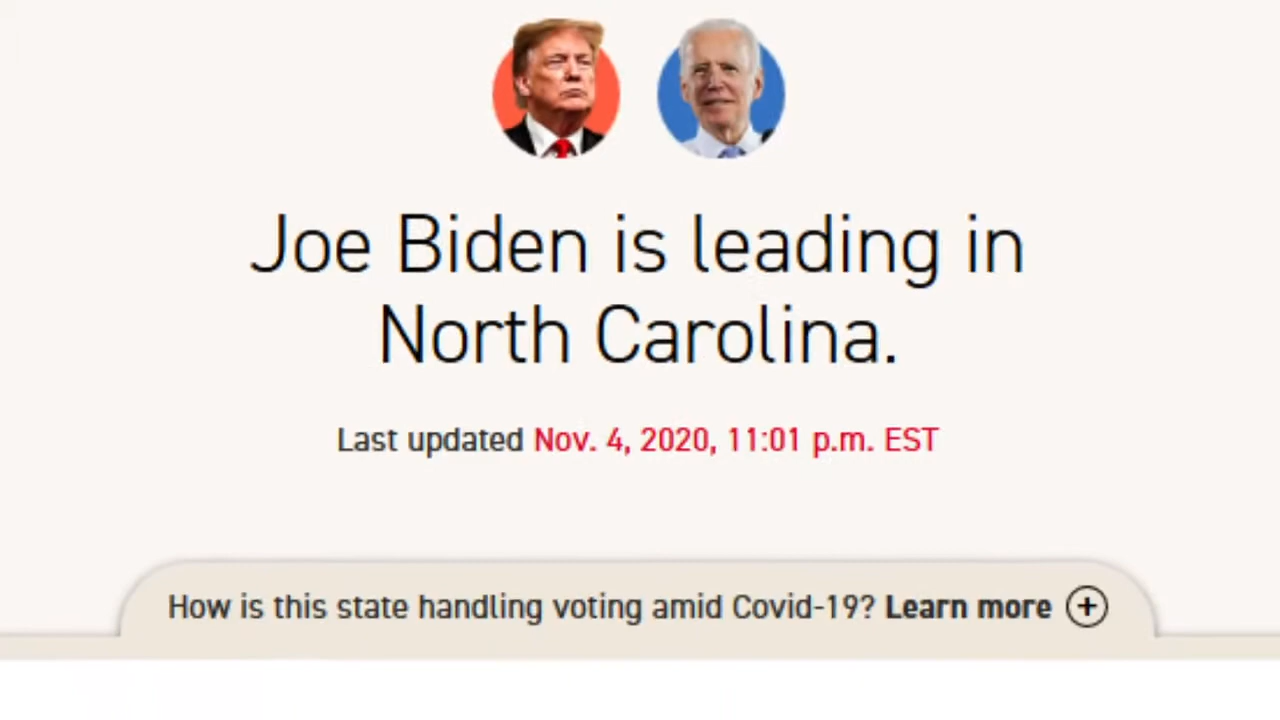 Joe Biden is leading in
North Carolina.
Last updated Nov. 4, 2020, 11:01 p.m. EST
How is this state handling voting amid Covid-19? Learn more